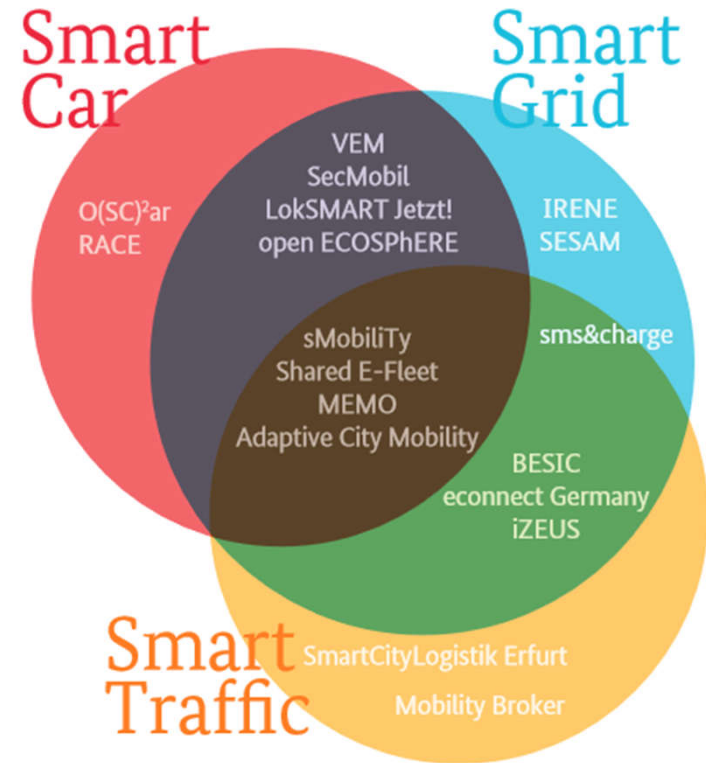 Smart
Car
Smart
Grid
VEM
SecMobil
LokSMART Jetzt!
open ECOSPhERE
O(SC)²ar
RACE
IRENE
SESAM
sms&charge
sMobiliTy
Shared E-Fleet
MEMO
Adaptive City Mobility
BESIC
econnect Germany
iZEUS
Smart
Traffic
SmartCityLogistik Erfurt
Mobility Broker